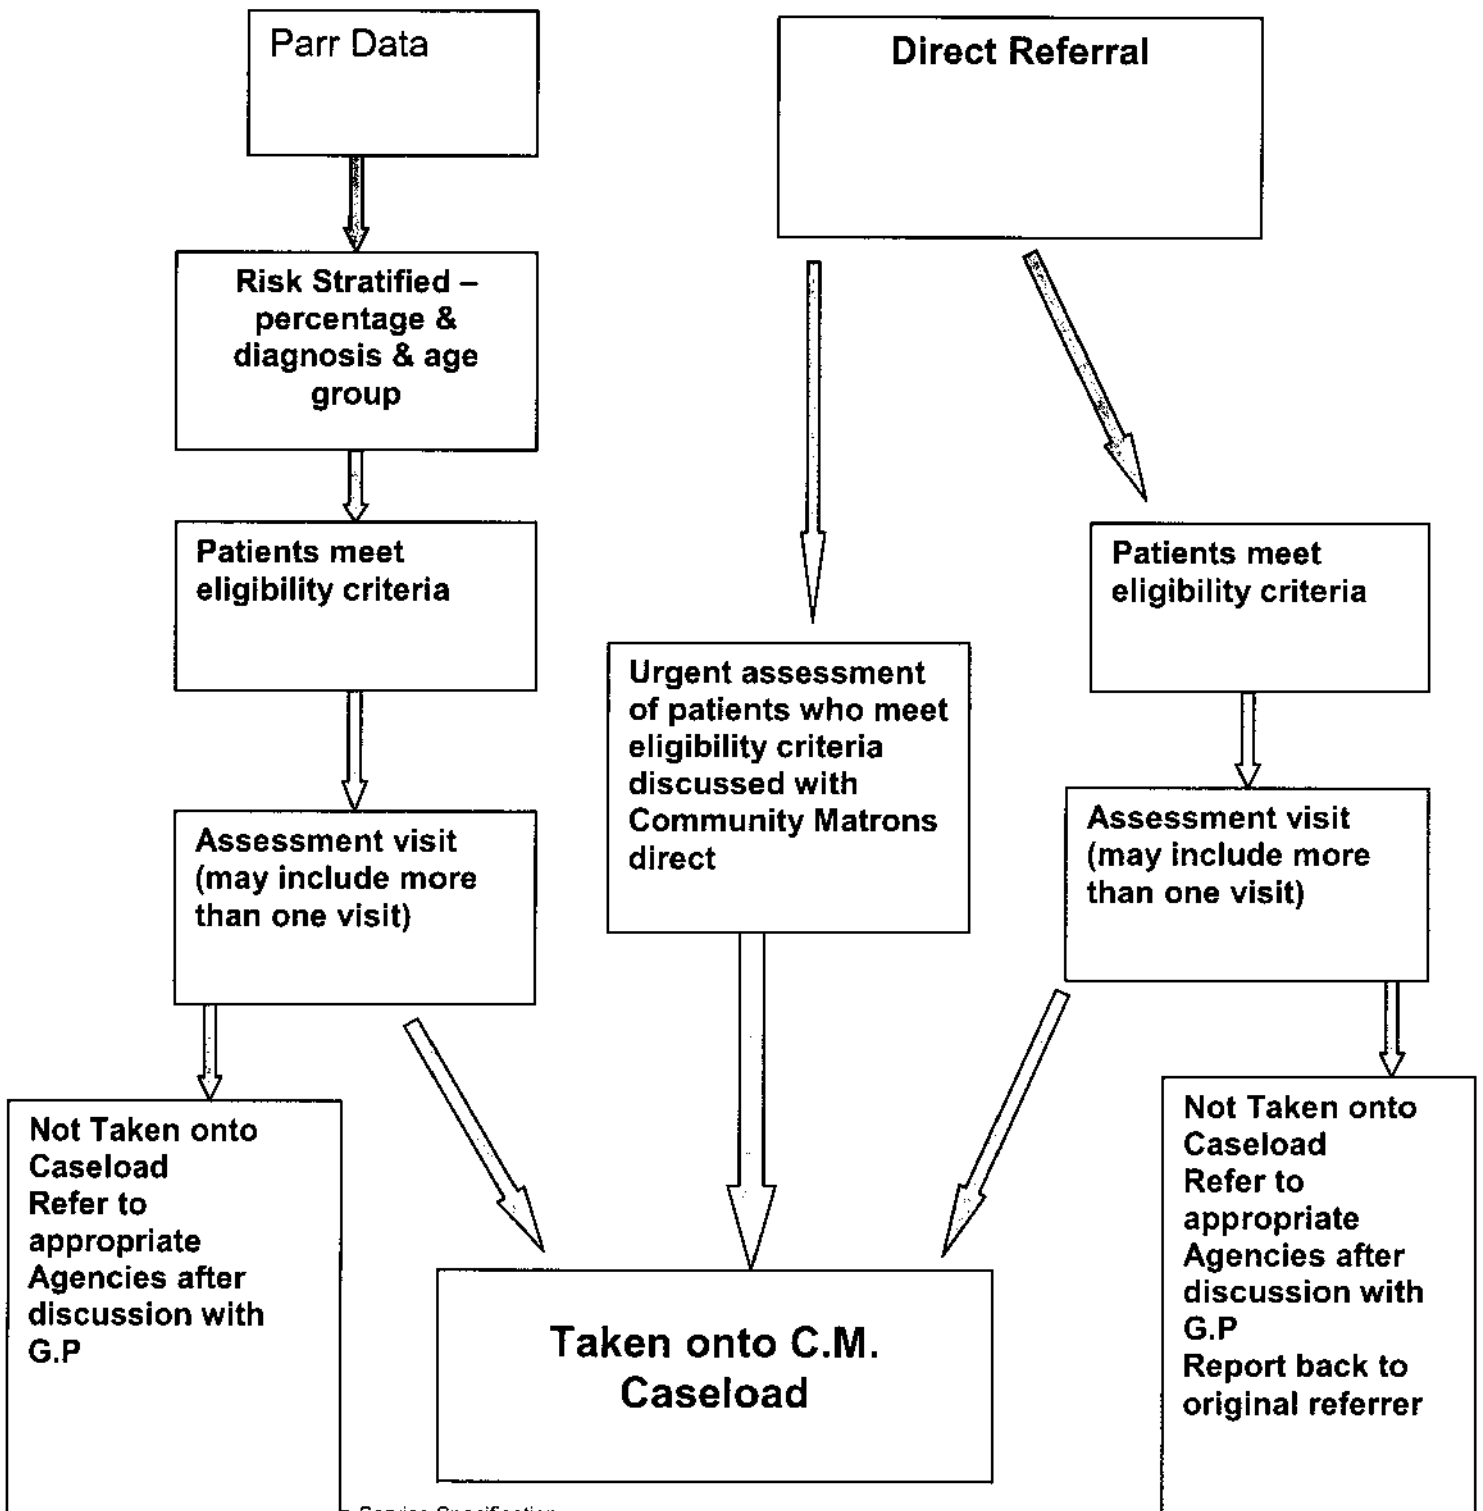 Parr Data
Direct Referral
Risk Stratified –
percentage &
diagnosis & age
group
Patients meet
eligibility criteria
Patients meet
eligibility criteria
Urgent assessment
of patients who meet
eligibility criteria
discussed with
Community Matrons
direct
Assessment visit
(may include more
than one visit)
Assessment visit
(may include more
than one visit)
Not Taken onto
Caseload
Refer to
appropriate
Agencies after
discussion with
G.P
Taken onto C.M.
Caseload
Not Taken onto
Caseload
Refer to
appropriate
Agencies after
discussion with
G.P
Report back to
original referrer
Service Specification